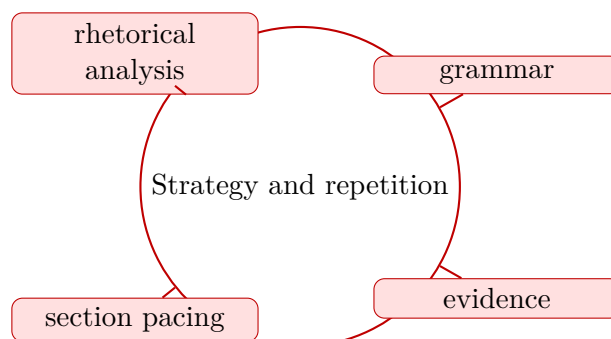 rhetorical
analysis
grammar
Strategy and repetition
evidence
section pacing